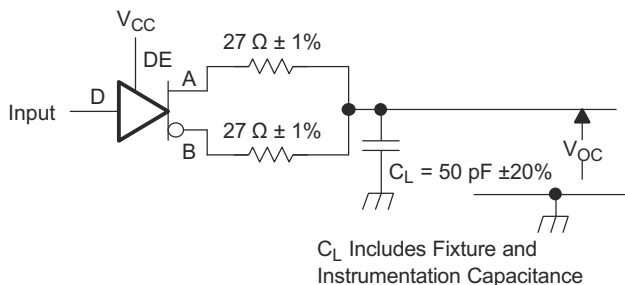 V_CC
DE
27 Ω ± 1%
A
D
Input
27 Ω ± 1%
B
V_OC
C_L = 50 pF ±20%
C_L Includes Fixture and
Instrumentation Capacitance